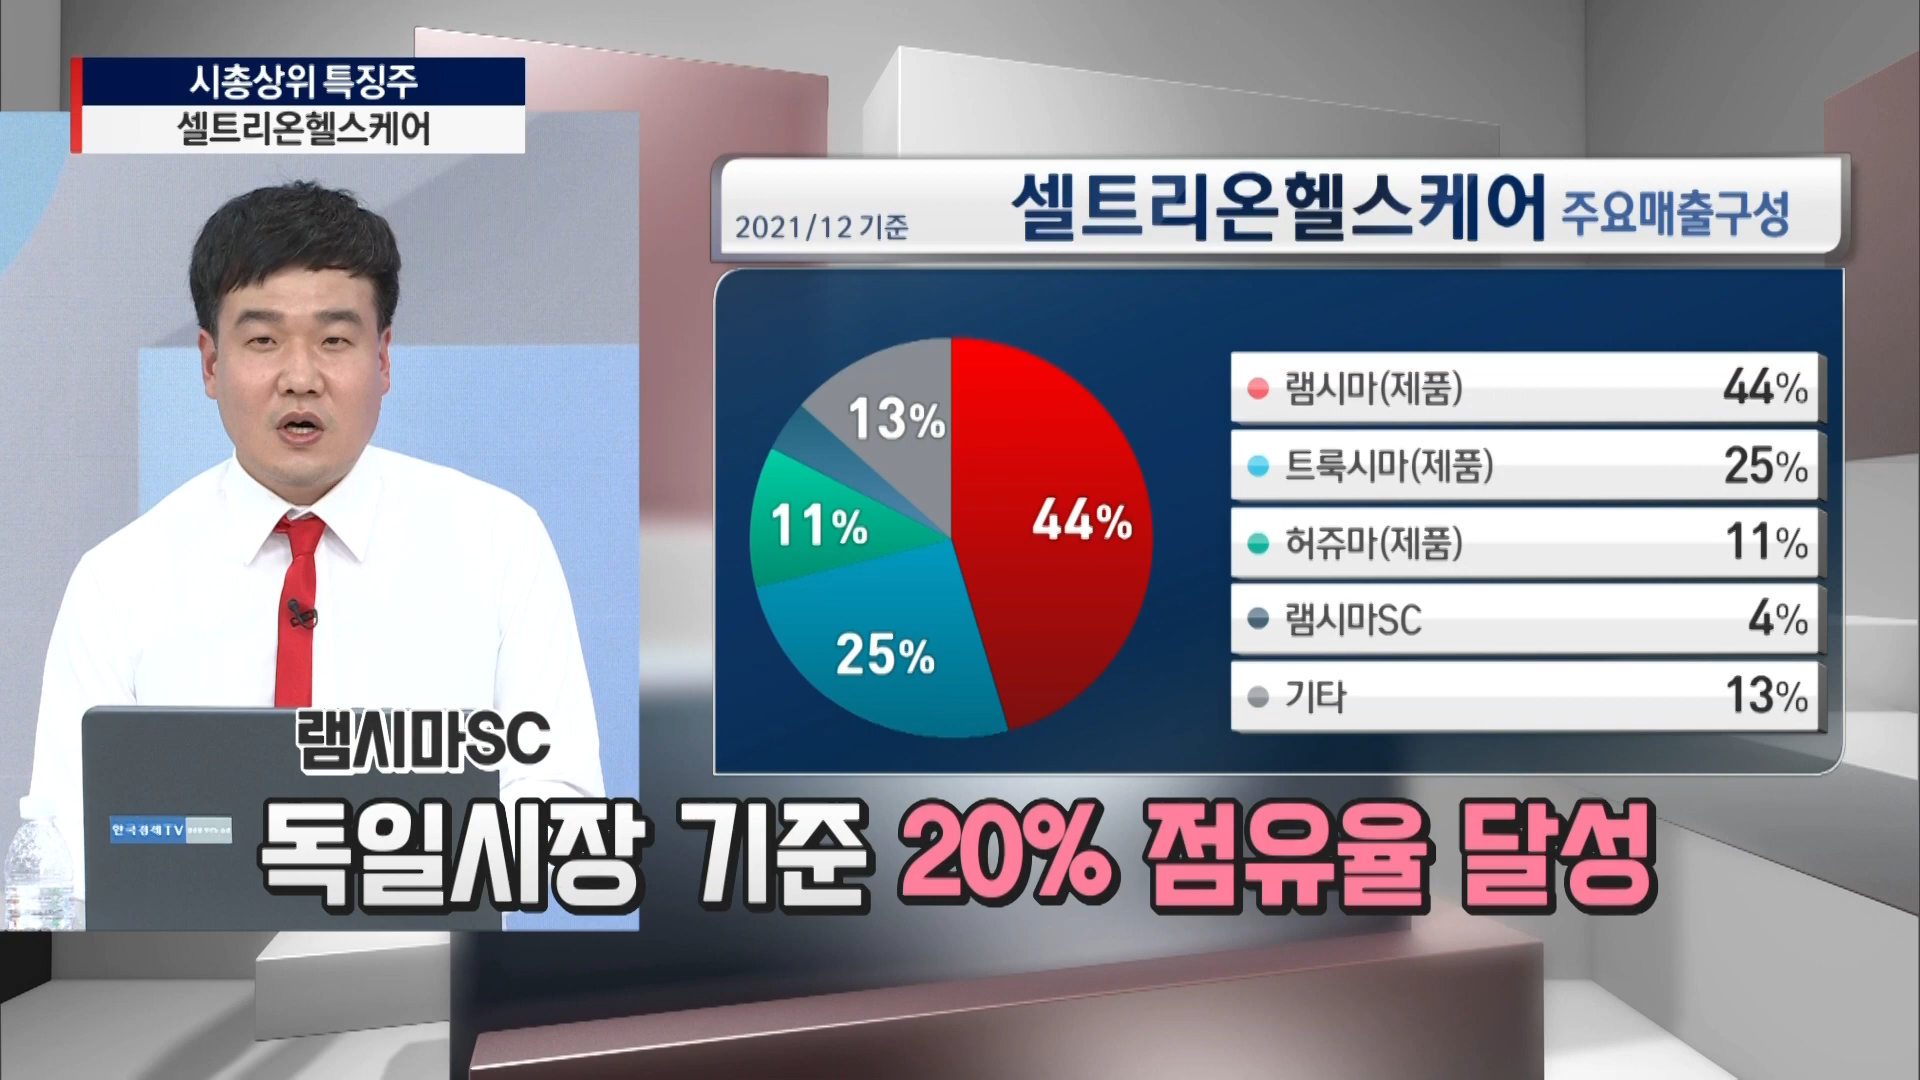 시총상위 특징주
셀트리온헬스케어
2021/12 기준
셀트리온헬스케어 주요매출구성
13%
44%
11%
25%
램시마(제품) 44%
트룩시마(제품) 25%
허쥬마(제품) 11%
램시마SC 4%
기타 13%
램시마SC
한국경제TV
독일시장 기준 20% 점유율 달성